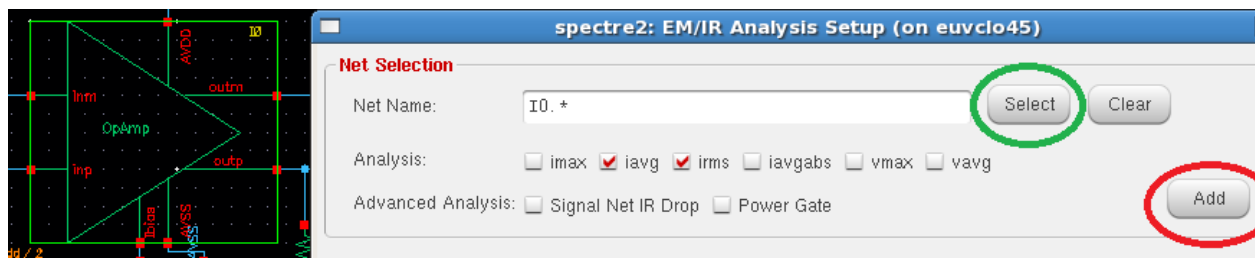 I0
AVDD
outm
Inm
OpAmp
outp
inp
Ibias
AVSS
AVSS
dd / 2
spectre2: EM/IR Analysis Setup (on euvclo45)
Net Selection
Net Name: I0.* Select Clear
Analysis: imax iavg irms iavgabs vmax vavg
Advanced Analysis: Signal Net IR Drop Power Gate
Add